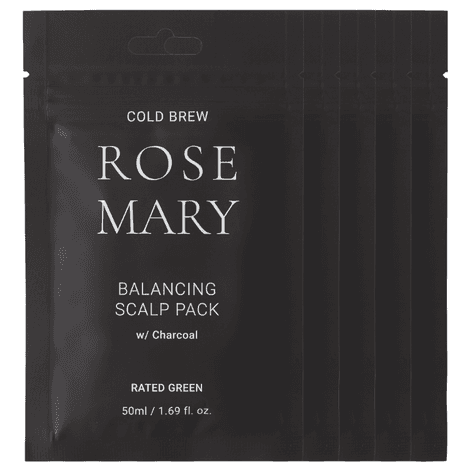 COLD BREW
ROSE
MARY
BALANCING
SCALP PACK
w/ Charcoal
RATED GREEN
50ml / 1.69 fl. oz.